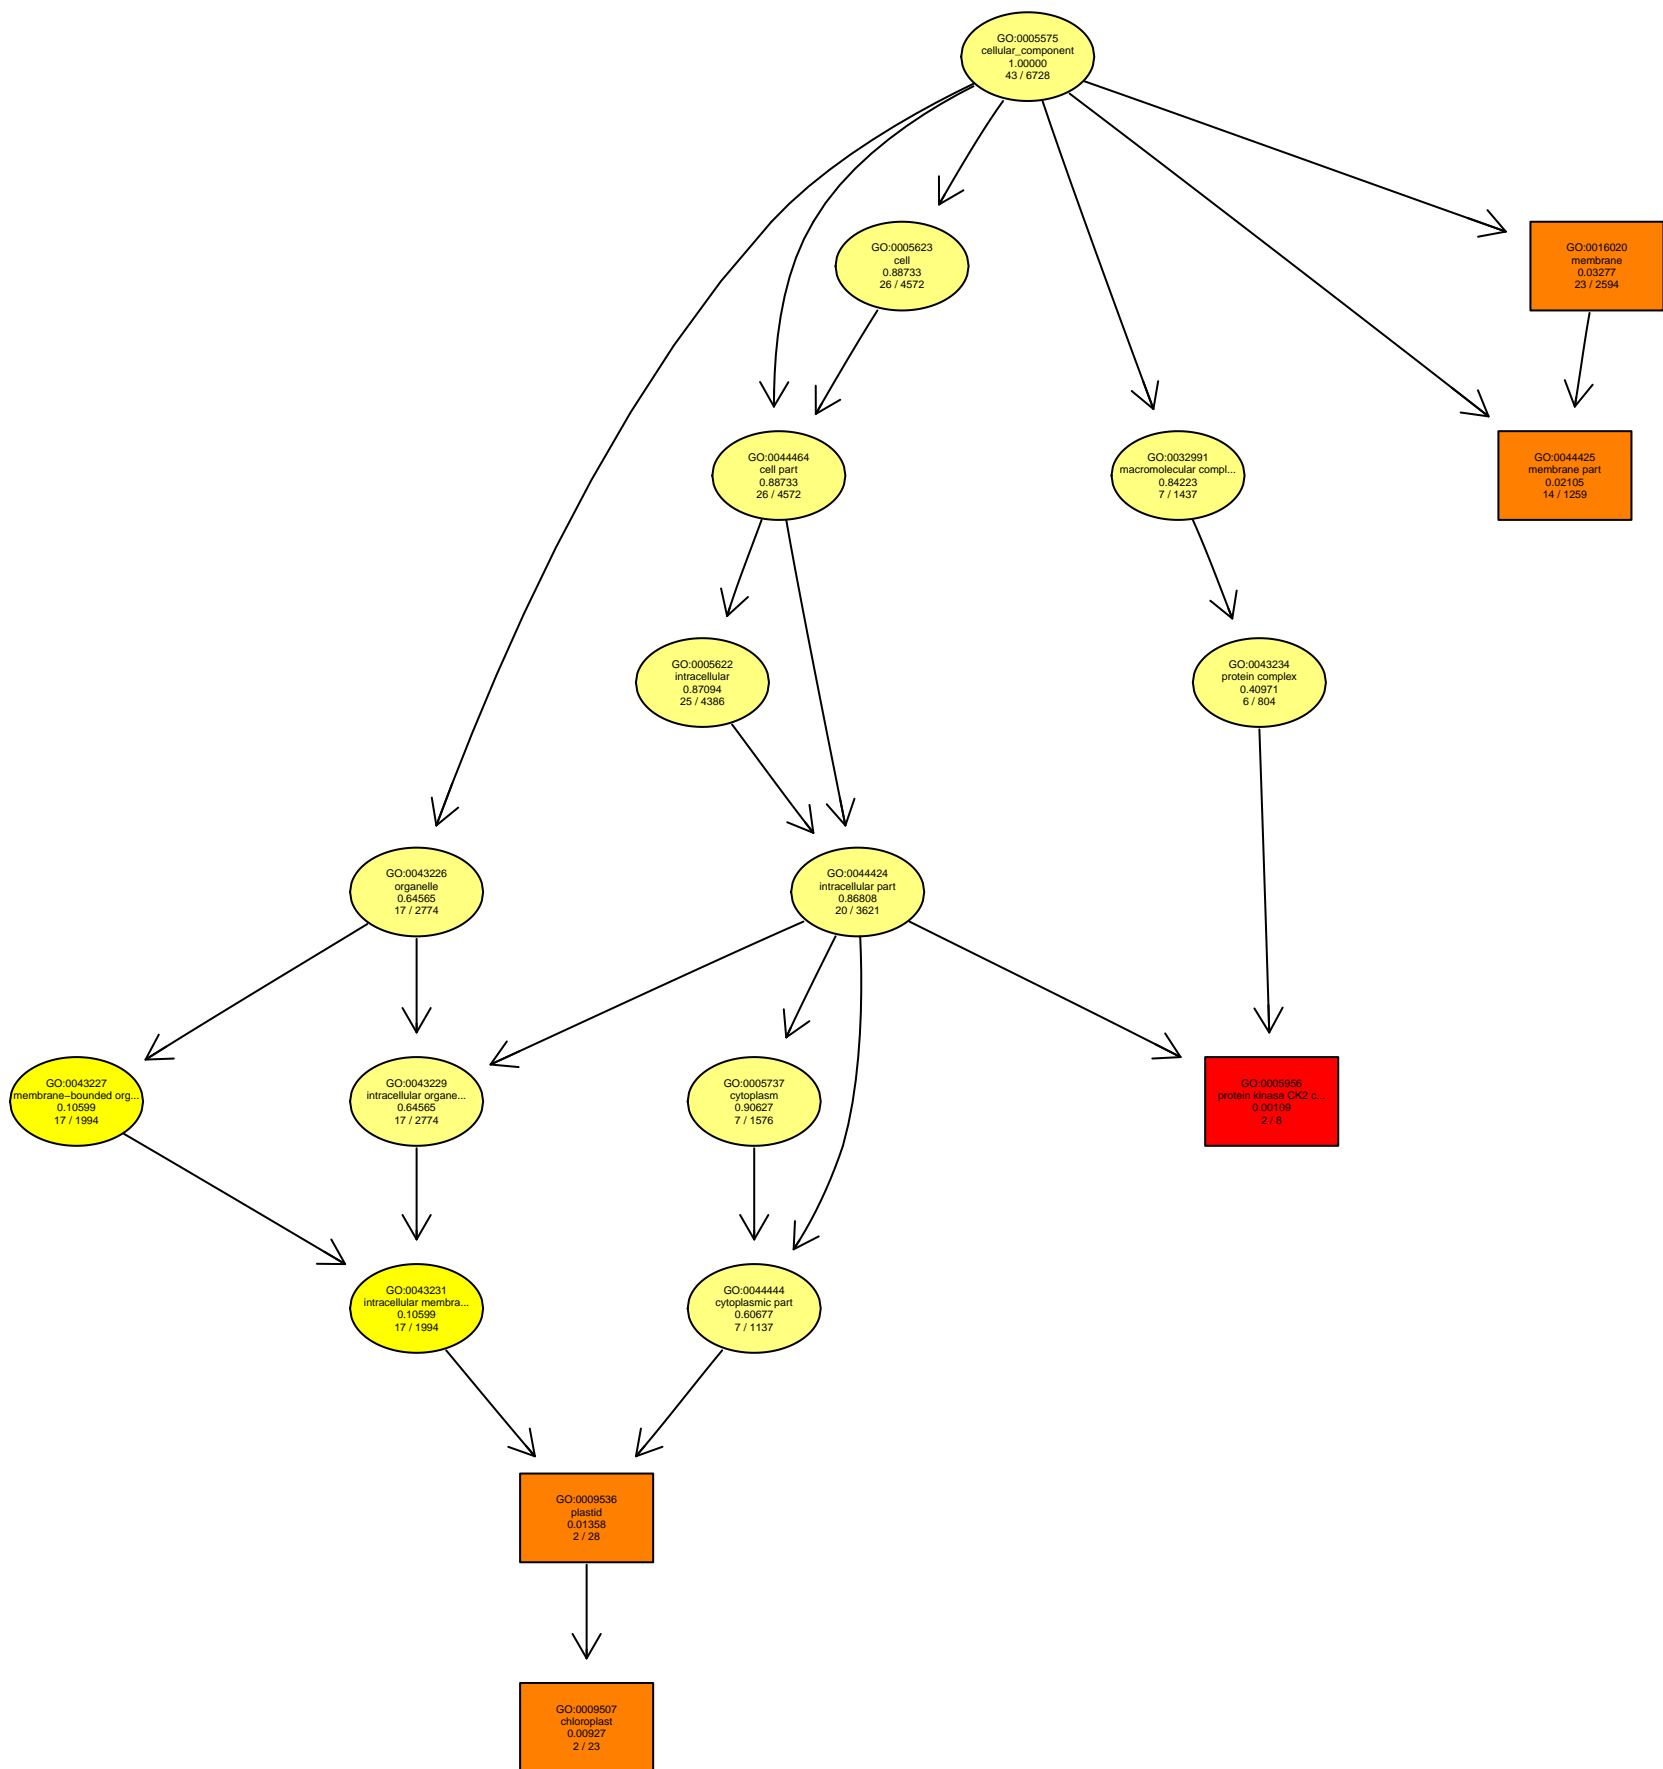 GO:0005575
cellular_component
1.00000
43 / 6728
GO:0005623
cell
0.88733
26 / 4572
GO:0016020
membrane
0.03277
23 / 2594
GO:0044464
cell part
0.88733
26 / 4572
GO:0032991
macromolecular compl...
0.84223
7 / 1437
GO:0044425
membrane part
0.02105
14 / 1259
GO:0005622
intracellular
0.87094
25 / 4386
GO:0043234
protein complex
0.40971
6 / 804
GO:0043226
organelle
0.64565
17 / 2774
GO:0044424
intracellular part
0.86808
20 / 3621
GO:0043227
membrane−bounded org...
0.10599
17 / 1994
GO:0043229
intracellular organe...
0.64565
17 / 2774
GO:0005737
cytoplasm
0.90627
7 / 1576
GO:0005956
protein kinase CK2 c...
0.00109
2 / 8
GO:0043231
intracellular membra...
0.10599
17 / 1994
GO:0044444
cytoplasmic part
0.60677
7 / 1137
GO:0009536
plastid
0.01358
2 / 28
GO:0009507
chloroplast
0.00927
2 / 23